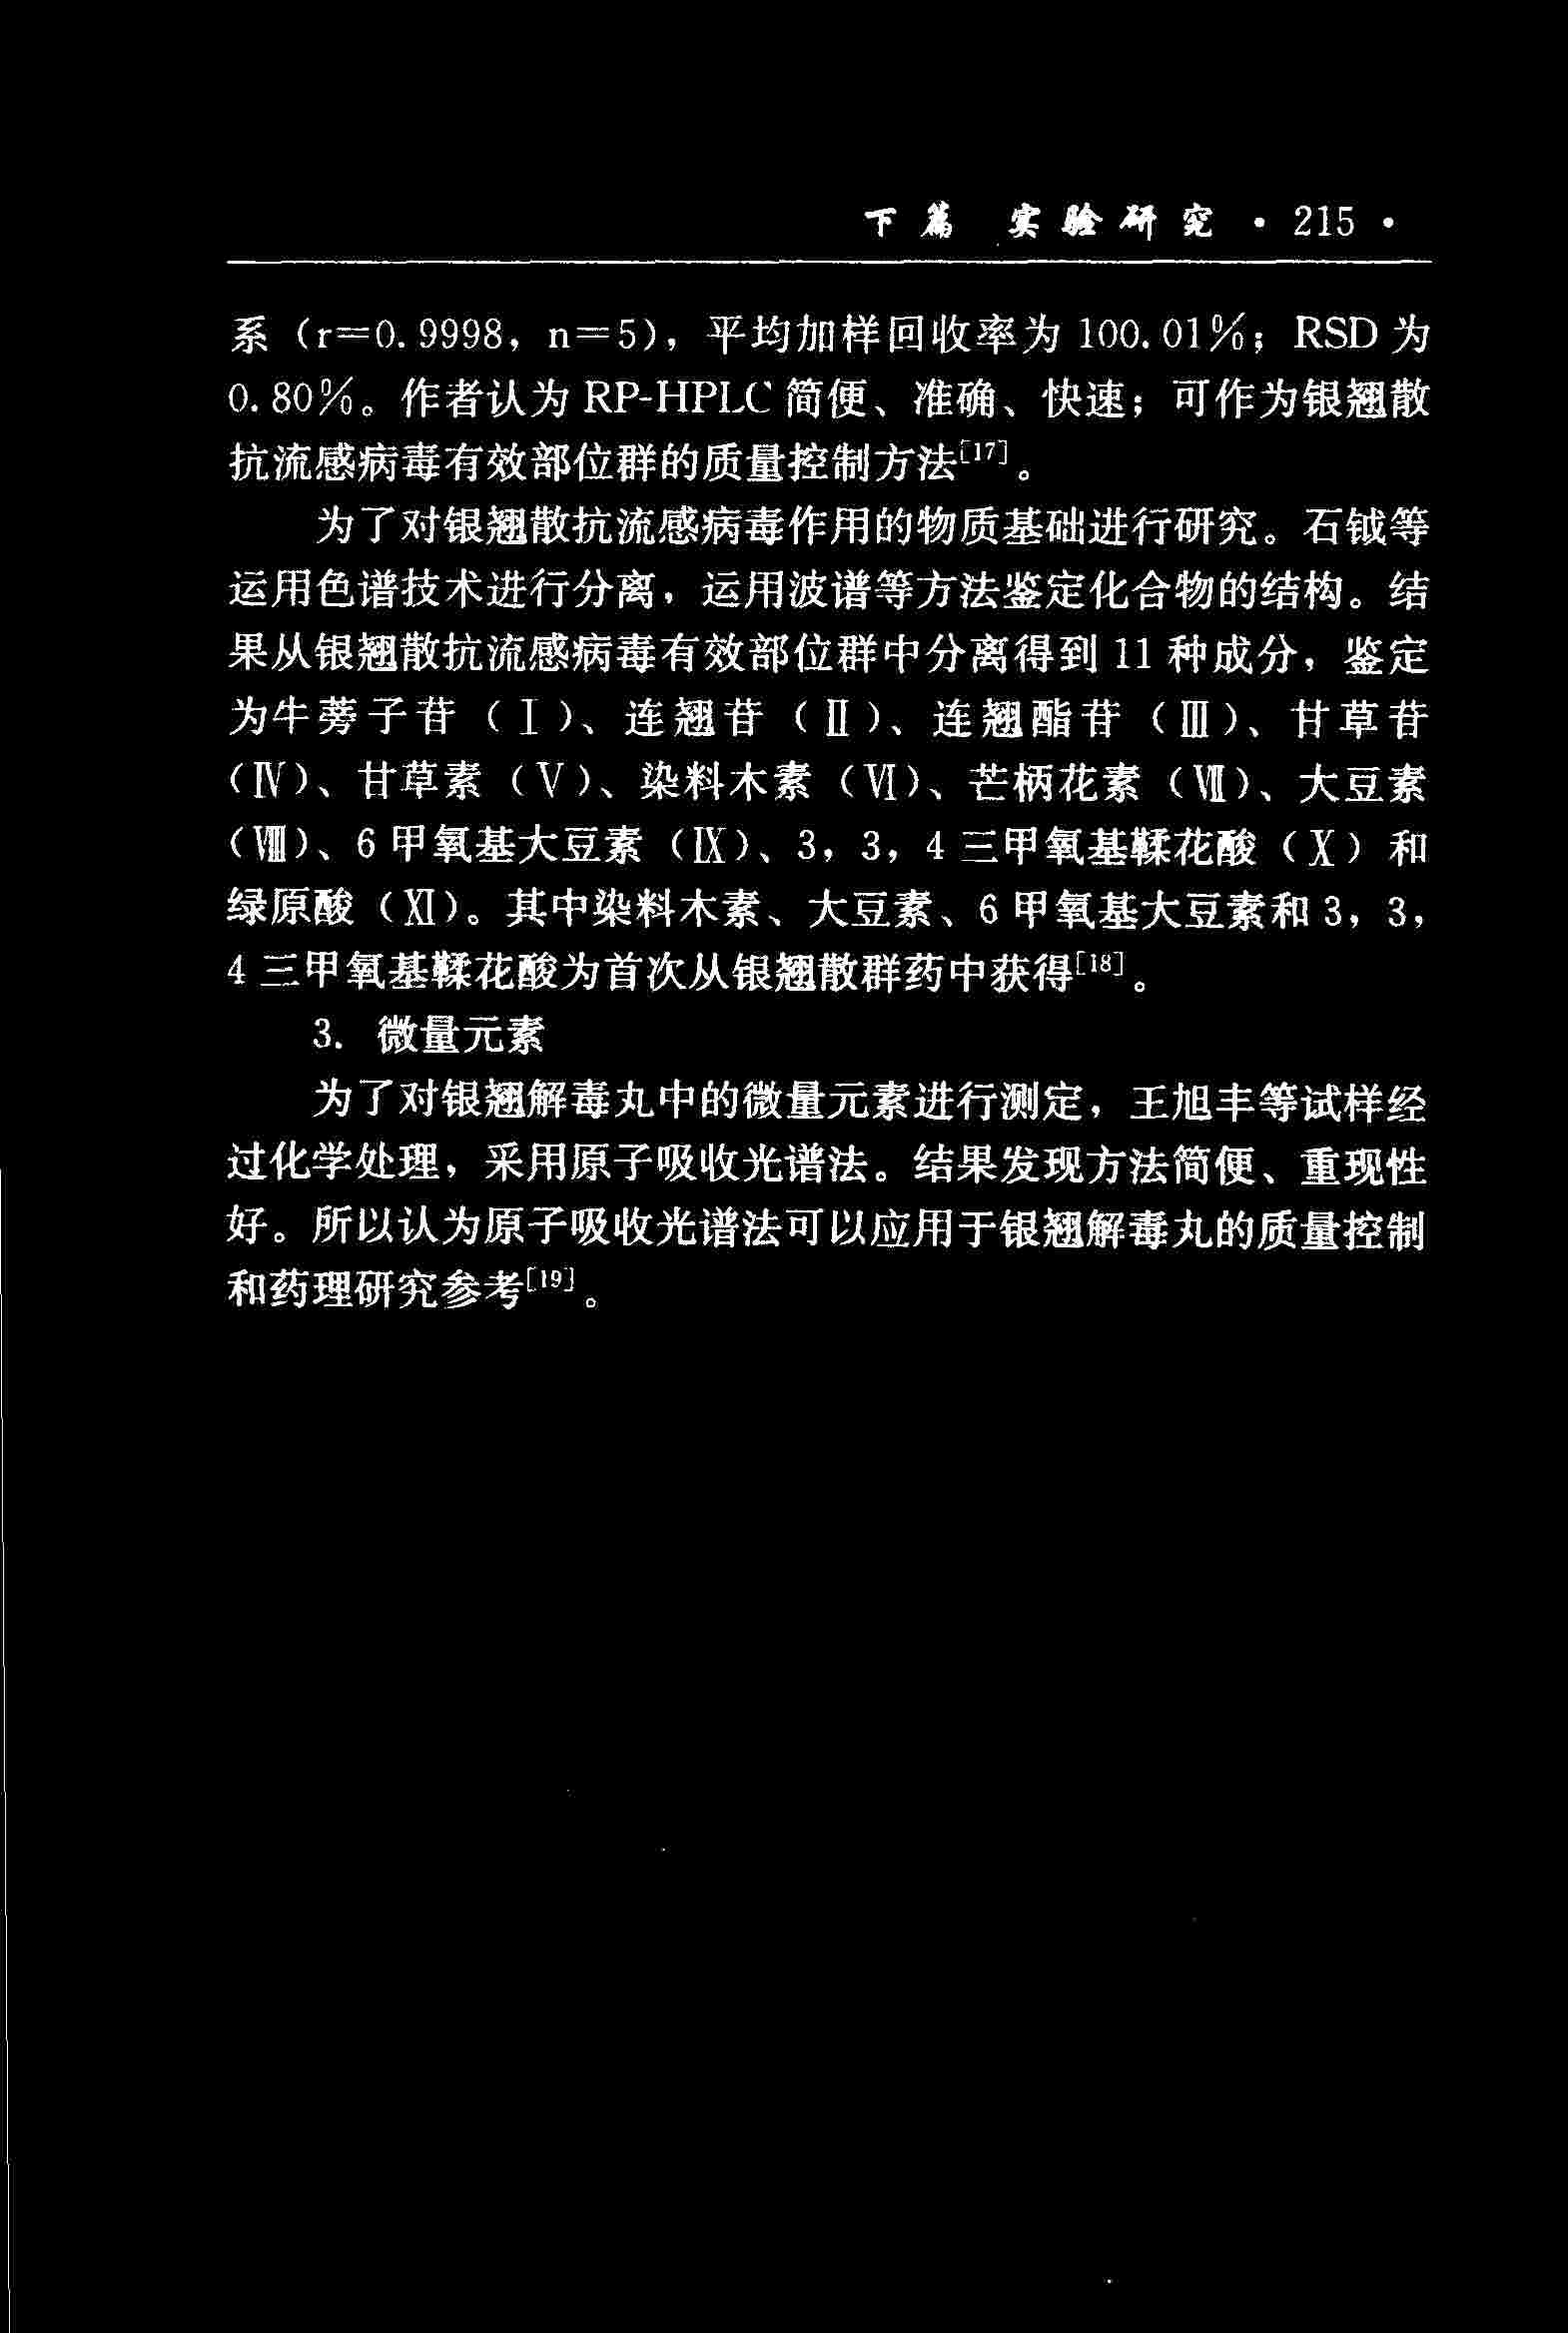 下篇 实验研究 · 215 ·
系（r=0.9998，n=5），平均加样回收率为 100.01%；RSD 为
0.80%。作者认为 RP-HPLC 简便、准确、快速；可作为银翘散
抗流感病毒有效部位群的质量控制方法[17]。
为了对银翘散抗流感病毒作用的物质基础进行研究。石钺等
运用色谱技术进行分离，运用波谱等方法鉴定化合物的结构。结
果从银翘散抗流感病毒有效部位群中分离得到 11 种成分，鉴定
为牛蒡子苷（Ⅰ）、连翘苷（Ⅱ）、连翘酯苷（Ⅲ）、甘草苷
（Ⅳ）、甘草素（Ⅴ）、染料木素（Ⅵ）、芒柄花素（Ⅶ）、大豆素
（Ⅷ）、6 甲氧基大豆素（Ⅸ）、3，3，4 三甲氧基鞣花酸（Ⅹ）和
绿原酸（Ⅺ）。其中染料木素、大豆素、6 甲氧基大豆素和 3，3，
4 三甲氧基鞣花酸为首次从银翘散群药中获得[18]。
3. 微量元素
为了对银翘解毒丸中的微量元素进行测定，王旭丰等试样经
过化学处理，采用原子吸收光谱法。结果发现方法简便、重现性
好。所以认为原子吸收光谱法可以应用于银翘解毒丸的质量控制
和药理研究参考[19]。